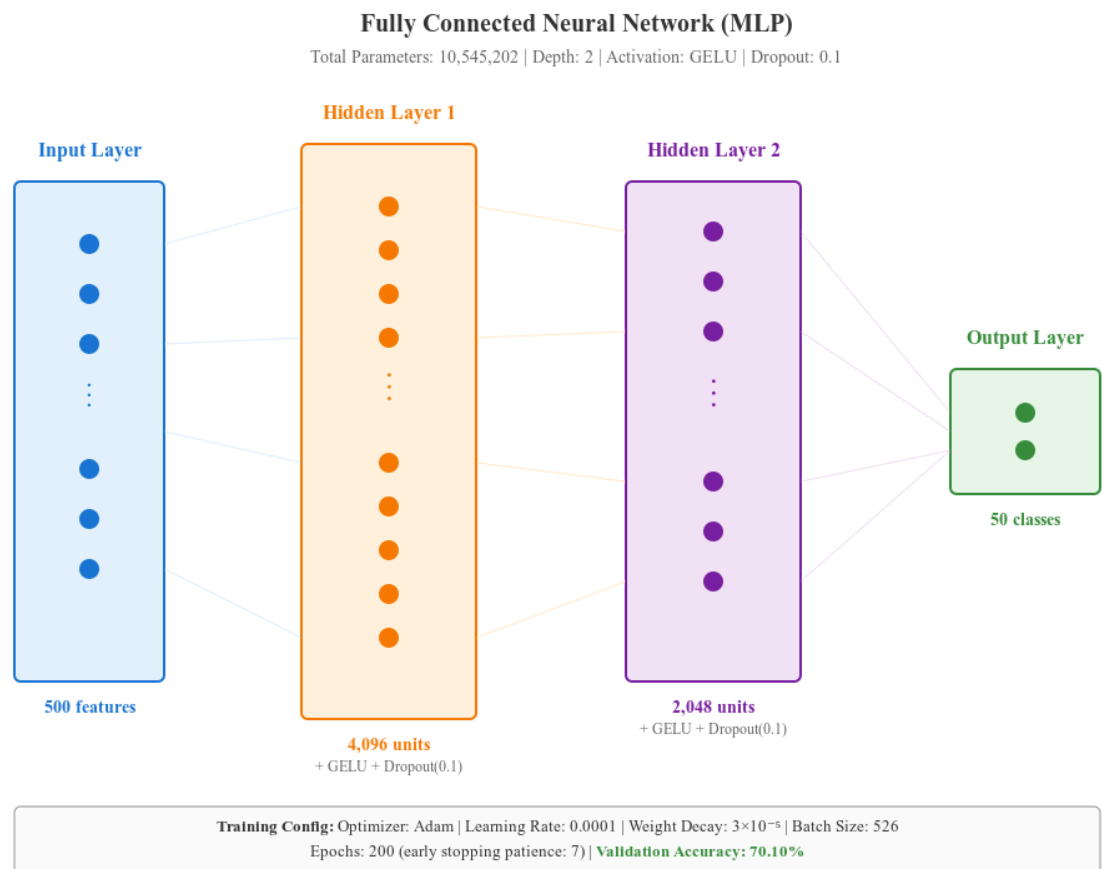 Fully Connected Neural Network (MLP)
Total Parameters: 10,545,202 | Depth: 2 | Activation: GELU | Dropout: 0.1
Hidden Layer 1
Input Layer
Hidden Layer 2
Output Layer
50 classes
500 features
2,048 units
+ GELU + Dropout(0.1)
4,096 units
+ GELU + Dropout(0.1)
Training Config: Optimizer: Adam | Learning Rate: 0.0001 | Weight Decay: 3×10⁻⁵ | Batch Size: 526
Epochs: 200 (early stopping patience: 7) | Validation Accuracy: 70.10%